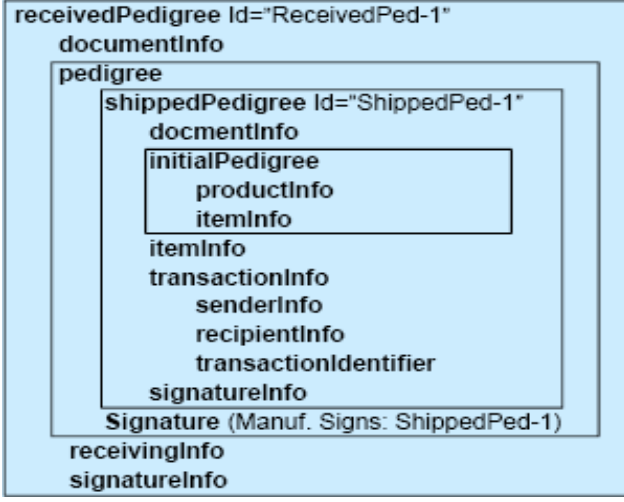 receivedPedigree Id="ReceivedPed-1"
documentInfo
pedigree
shippedPedigree Id="ShippedPed-1"
docmentInfo
initialPedigree
productInfo
itemInfo
itemInfo
transactionInfo
senderInfo
recipientInfo
transactionIdentifier
signatureInfo
Signature (Manuf. Signs: ShippedPed-1)
receivingInfo
signatureInfo